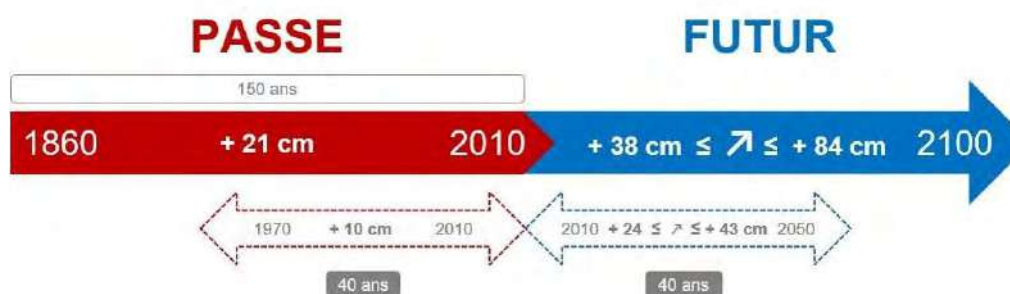 PASSE
FUTUR
150 ans
1860 + 21 cm 2010 + 38 cm ≤ ↗ ≤ + 84 cm 2100
1970 + 10 cm 2010 2010 + 24 ≤ ↗ ≤ + 43 cm 2050
40 ans 40 ans